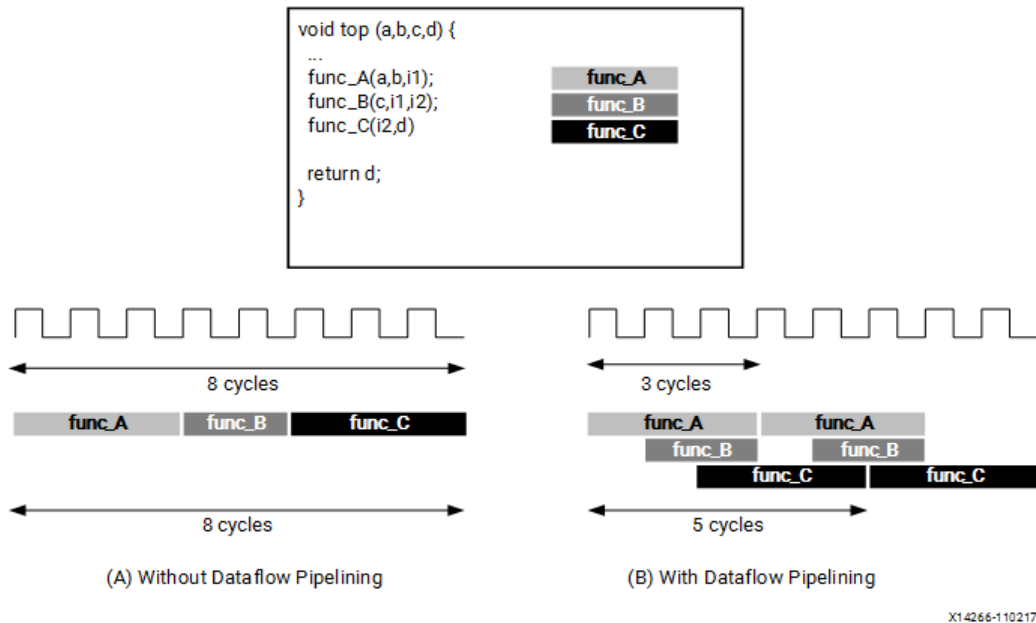 void top (a,b,c,d) {
...
func_A(a,b,i1);
func_B(c,i1,i2);
func_C(i2,d)
return d;
}
func_A
func_B
func_C
8 cycles
func_A func_B func_C
8 cycles
(A) Without Dataflow Pipelining
3 cycles
func_A func_A
func_B func_B
func_C func_C
5 cycles
(B) With Dataflow Pipelining
X14266-110217